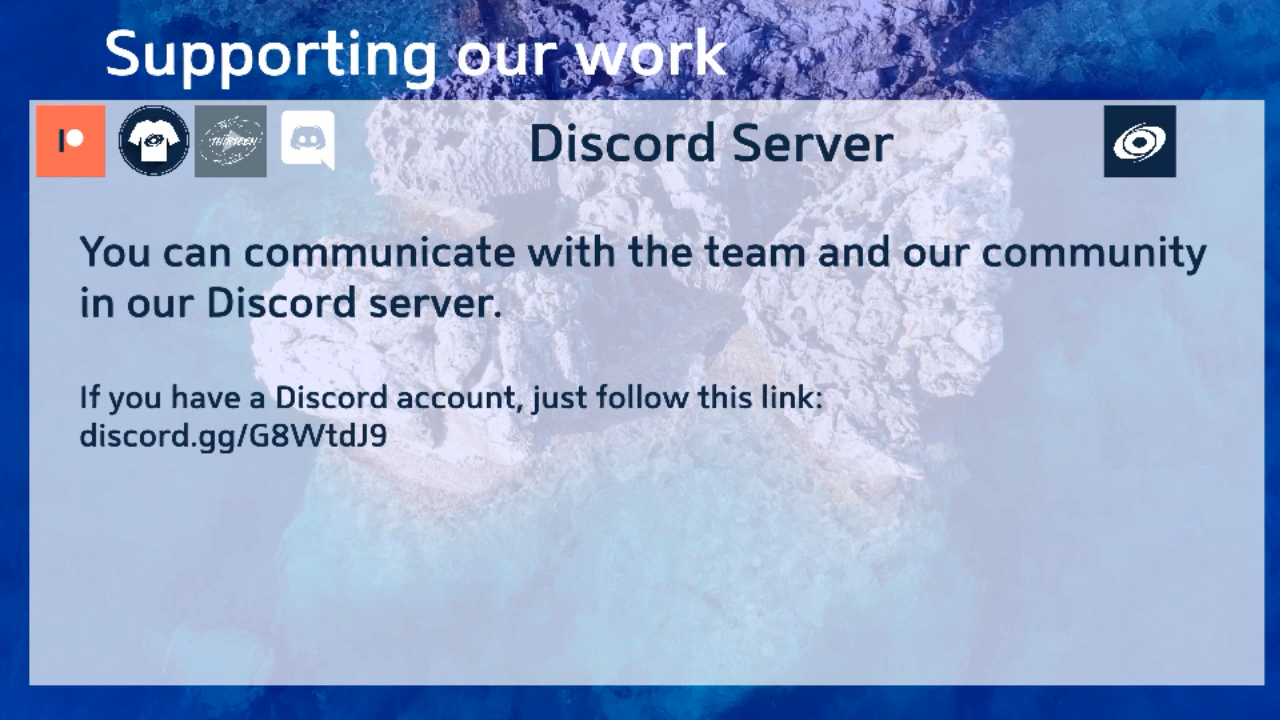 Supporting our work
THIRTEEN
Discord Server
You can communicate with the team and our community
in our Discord server.
If you have a Discord account, just follow this link:
discord.gg/G8WtdJ9